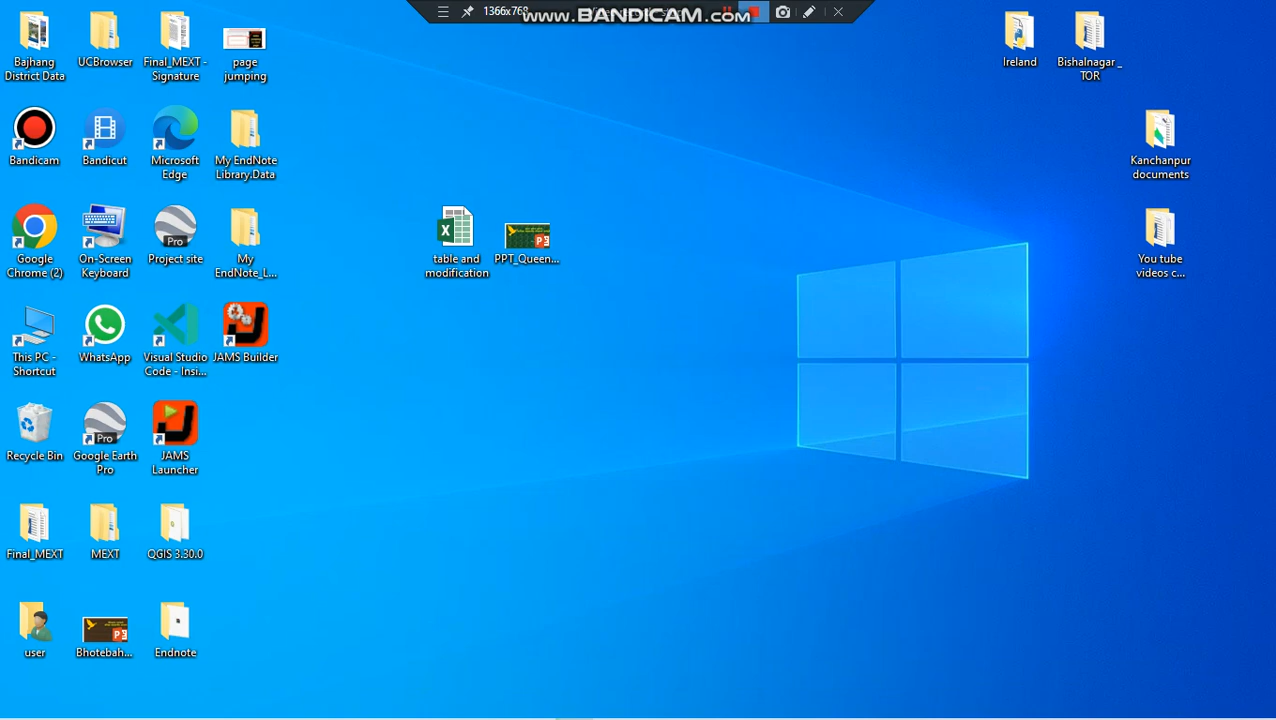 1366x768
www.BANDICAM.com
Bajhang
District Data
UCBrowser
Final_MEXT -
Signature
page
jumping
Ireland
Bishalnagar_
TOR
Bandicam
Bandicut
Microsoft
Edge
My EndNote
Library.Data
Kanchanpur
documents
Google
Chrome (2)
On-Screen
Keyboard
Pro
Project site
My
EndNote_L...
table and
modification
PPT_Queen...
You tube
videos c...
This PC -
Shortcut
WhatsApp
Visual Studio
Code - Insi...
JAMS Builder
Recycle Bin
Pro
Google Earth
Pro
JAMS
Launcher
Final_MEXT
MEXT
QGIS 3.30.0
user
Bhotebah...
Endnote